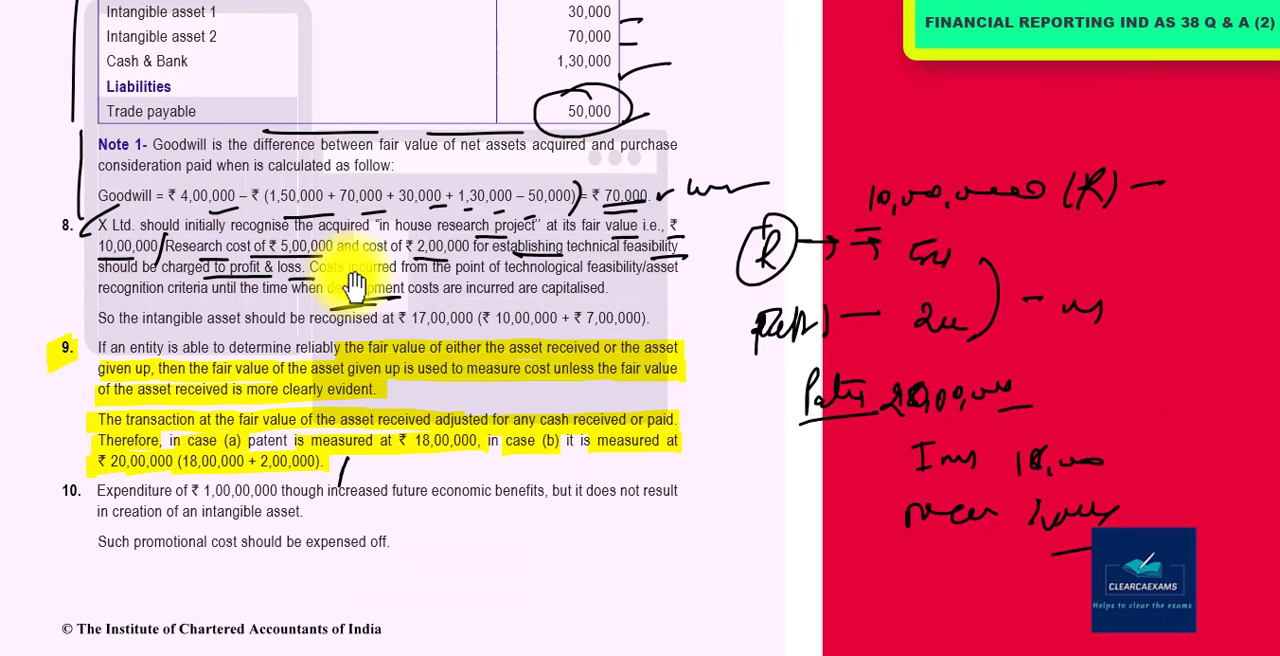 FINANCIAL REPORTING IND AS 38 Q & A (2)
Intangible asset 1 30,000
Intangible asset 2 70,000
Cash & Bank 1,30,000
Liabilities
Trade payable 50,000
Note 1- Goodwill is the difference between fair value of net assets acquired and purchase
consideration paid when is calculated as follow:
Goodwill = ₹ 4,00,000 – ₹ (1,50,000 + 70,000 + 30,000 + 1,30,000 – 50,000) = ₹ 70,000.
8. X Ltd. should initially recognise the acquired "in house research project" at its fair value i.e., ₹
10,00,000 Research cost of ₹ 5,00,000 and cost of ₹ 2,00,000 for establishing technical feasibility
should be charged to profit & loss. Costs incurred from the point of technological feasibility/asset
recognition criteria until the time when development costs are incurred are capitalised.
So the intangible asset should be recognised at ₹ 17,00,000 (₹ 10,00,000 + ₹ 7,00,000).
9. If an entity is able to determine reliably the fair value of either the asset received or the asset
given up, then the fair value of the asset given up is used to measure cost unless the fair value
of the asset received is more clearly evident.
The transaction at the fair value of the asset received adjusted for any cash received or paid.
Therefore, in case (a) patent is measured at ₹ 18,00,000, in case (b) it is measured at
₹ 20,00,000 (18,00,000 + 2,00,000).
10. Expenditure of ₹ 1,00,00,000 though increased future economic benefits, but it does not result
in creation of an intangible asset.
Such promotional cost should be expensed off.
© The Institute of Chartered Accountants of India
(R)
R
CLEARCAEXAMS
Helps to clear the exams